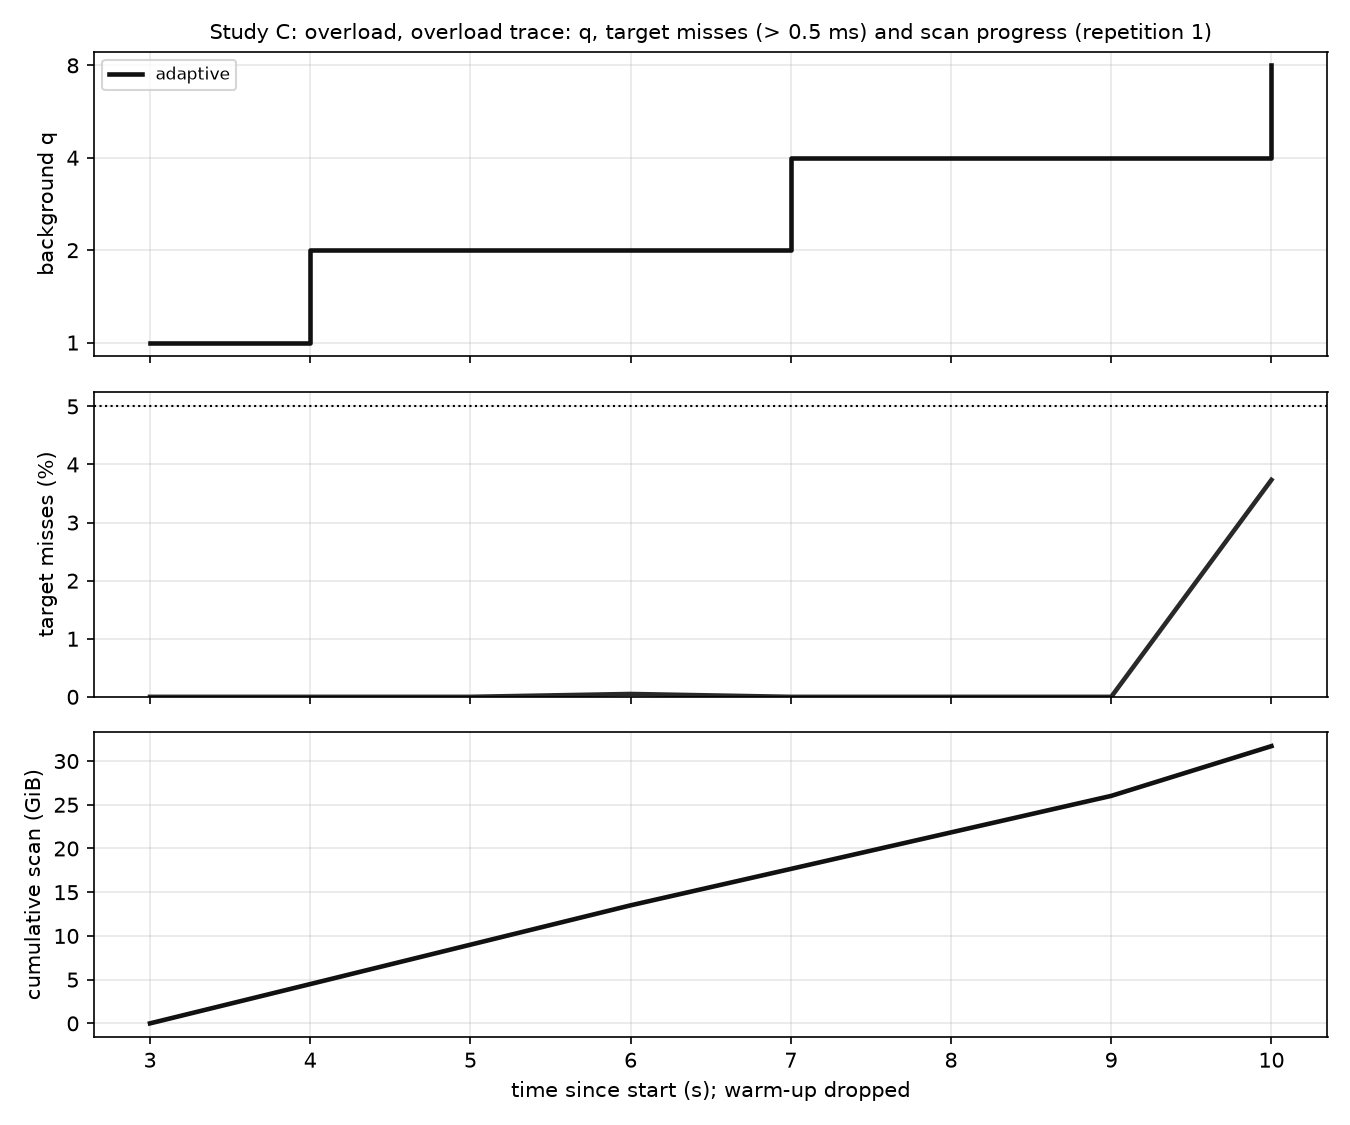 Study C: overload, overload trace: q, target misses (> 0.5 ms) and scan progress (repetition 1)
adaptive
background q
8
4
2
1
target misses (%)
5
4
3
2
1
0
cumulative scan (GiB)
30
25
20
15
10
5
0
3 4 5 6 7 8 9 10
time since start (s); warm-up dropped